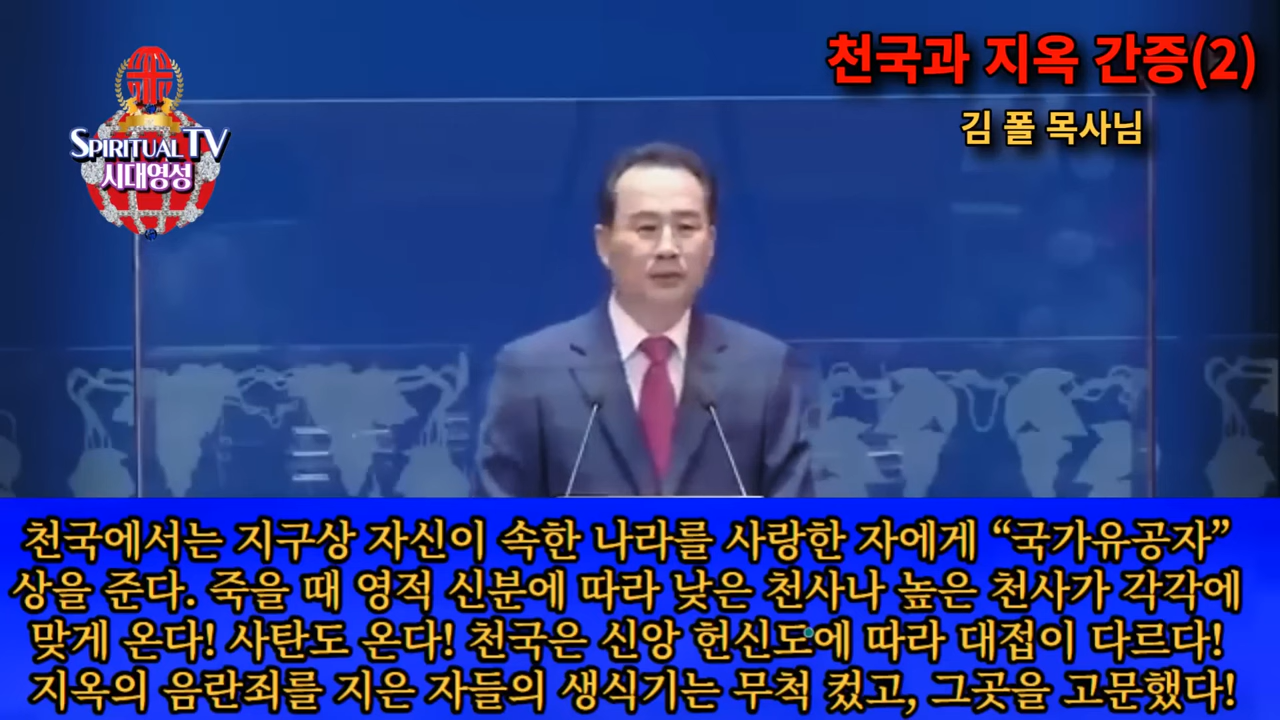 천국과 지옥 간증(2)
김 폴 목사님
SPIRITUAL TV
시대영성
천국에서는 지구상 자신이 속한 나라를 사랑한 자에게 “국가유공자”
상을 준다. 죽을 때 영적 신분에 따라 낮은 천사나 높은 천사가 각각에
맞게 온다! 사탄도 온다! 천국은 신앙 헌신도에 따라 대접이 다르다!
지옥의 음란죄를 지은 자들의 생식기는 무척 컸고, 그곳을 고문했다!